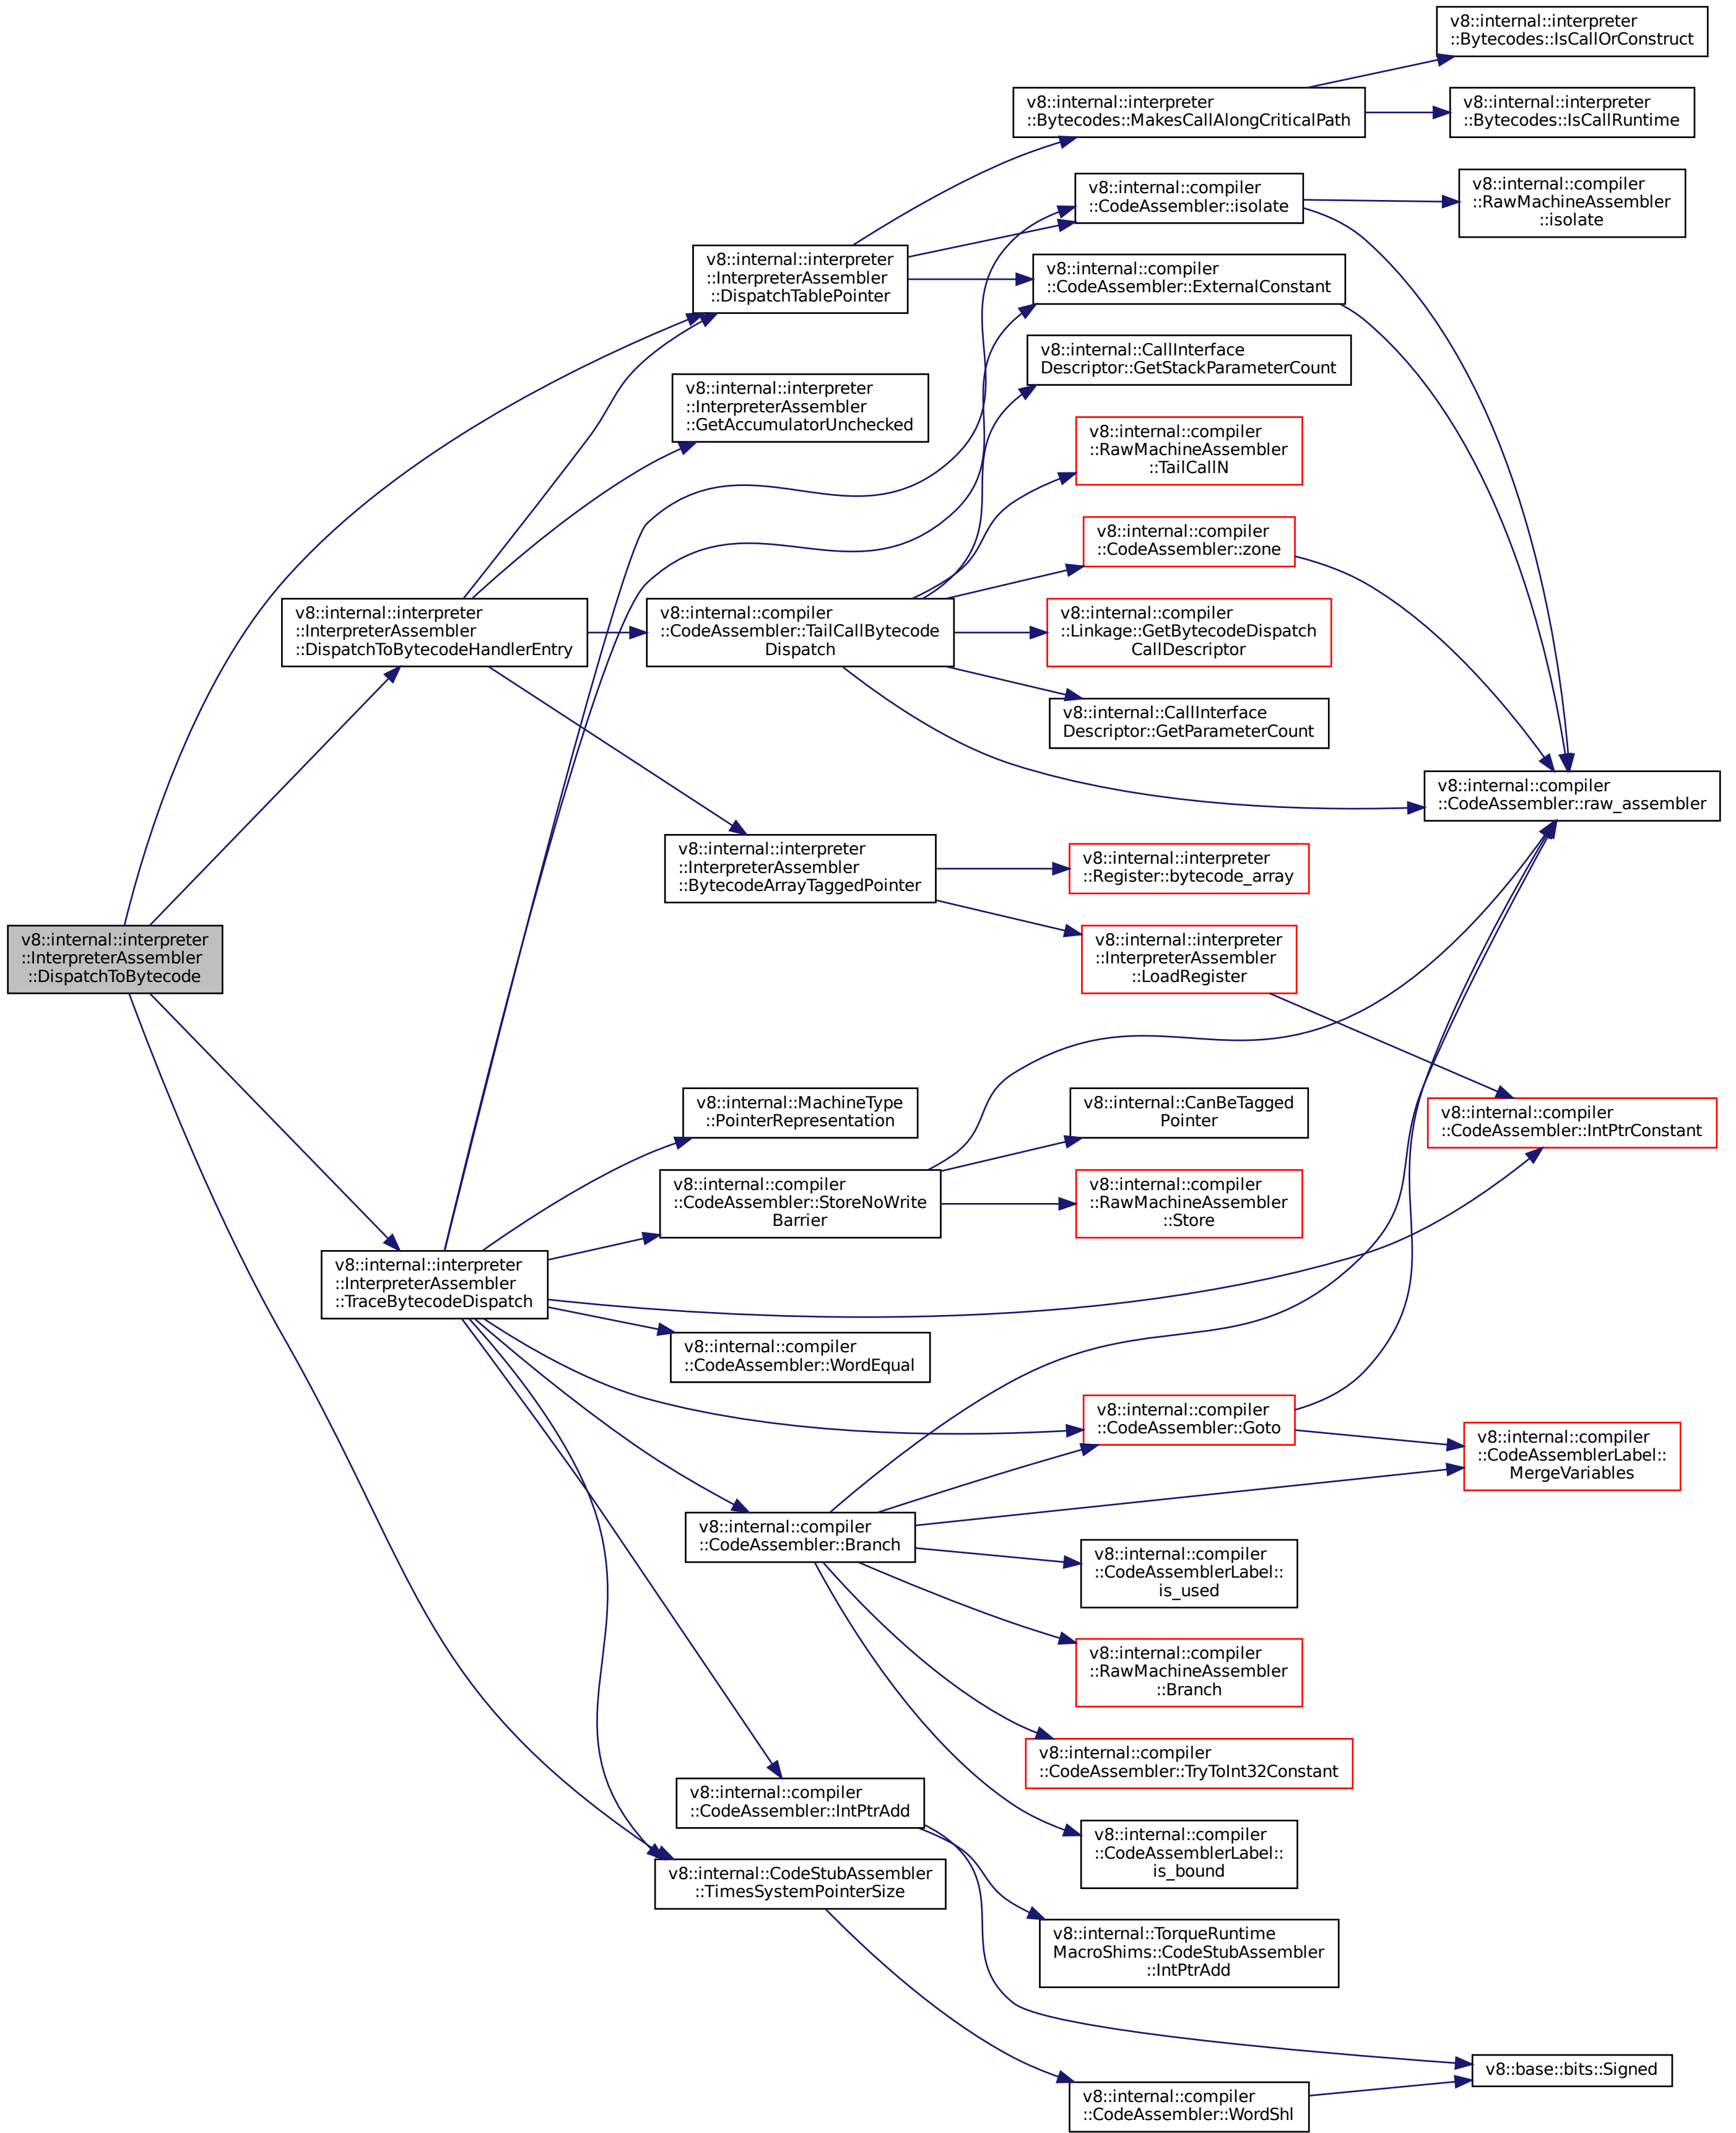 v8::internal::interpreter
::Bytecodes::IsCallOrConstruct
v8::internal::interpreter
::Bytecodes::MakesCallAlongCriticalPath
v8::internal::interpreter
::Bytecodes::IsCallRuntime
v8::internal::compiler
::CodeAssembler::isolate
v8::internal::compiler
::RawMachineAssembler
::isolate
v8::internal::interpreter
::InterpreterAssembler
::DispatchTablePointer
v8::internal::compiler
::CodeAssembler::ExternalConstant
v8::internal::CallInterface
Descriptor::GetStackParameterCount
v8::internal::interpreter
::InterpreterAssembler
::GetAccumulatorUnchecked
v8::internal::compiler
::RawMachineAssembler
::TailCallN
v8::internal::compiler
::CodeAssembler::zone
v8::internal::interpreter
::InterpreterAssembler
::DispatchToBytecodeHandlerEntry
v8::internal::compiler
::CodeAssembler::TailCallBytecode
Dispatch
v8::internal::compiler
::Linkage::GetBytecodeDispatch
CallDescriptor
v8::internal::CallInterface
Descriptor::GetParameterCount
v8::internal::compiler
::CodeAssembler::raw_assembler
v8::internal::interpreter
::InterpreterAssembler
::BytecodeArrayTaggedPointer
v8::internal::interpreter
::Register::bytecode_array
v8::internal::interpreter
::InterpreterAssembler
::DispatchToBytecode
v8::internal::interpreter
::InterpreterAssembler
::LoadRegister
v8::internal::MachineType
::PointerRepresentation
v8::internal::CanBeTagged
Pointer
v8::internal::compiler
::CodeAssembler::IntPtrConstant
v8::internal::compiler
::CodeAssembler::StoreNoWrite
Barrier
v8::internal::compiler
::RawMachineAssembler
::Store
v8::internal::interpreter
::InterpreterAssembler
::TraceBytecodeDispatch
v8::internal::compiler
::CodeAssembler::WordEqual
v8::internal::compiler
::CodeAssembler::Goto
v8::internal::compiler
::CodeAssemblerLabel::
MergeVariables
v8::internal::compiler
::CodeAssembler::Branch
v8::internal::compiler
::CodeAssemblerLabel::
is_used
v8::internal::compiler
::RawMachineAssembler
::Branch
v8::internal::compiler
::CodeAssembler::TryToInt32Constant
v8::internal::compiler
::CodeAssembler::IntPtrAdd
v8::internal::compiler
::CodeAssemblerLabel::
is_bound
v8::internal::CodeStubAssembler
::TimesSystemPointerSize
v8::internal::TorqueRuntime
MacroShims::CodeStubAssembler
::IntPtrAdd
v8::base::bits::Signed
v8::internal::compiler
::CodeAssembler::WordShl